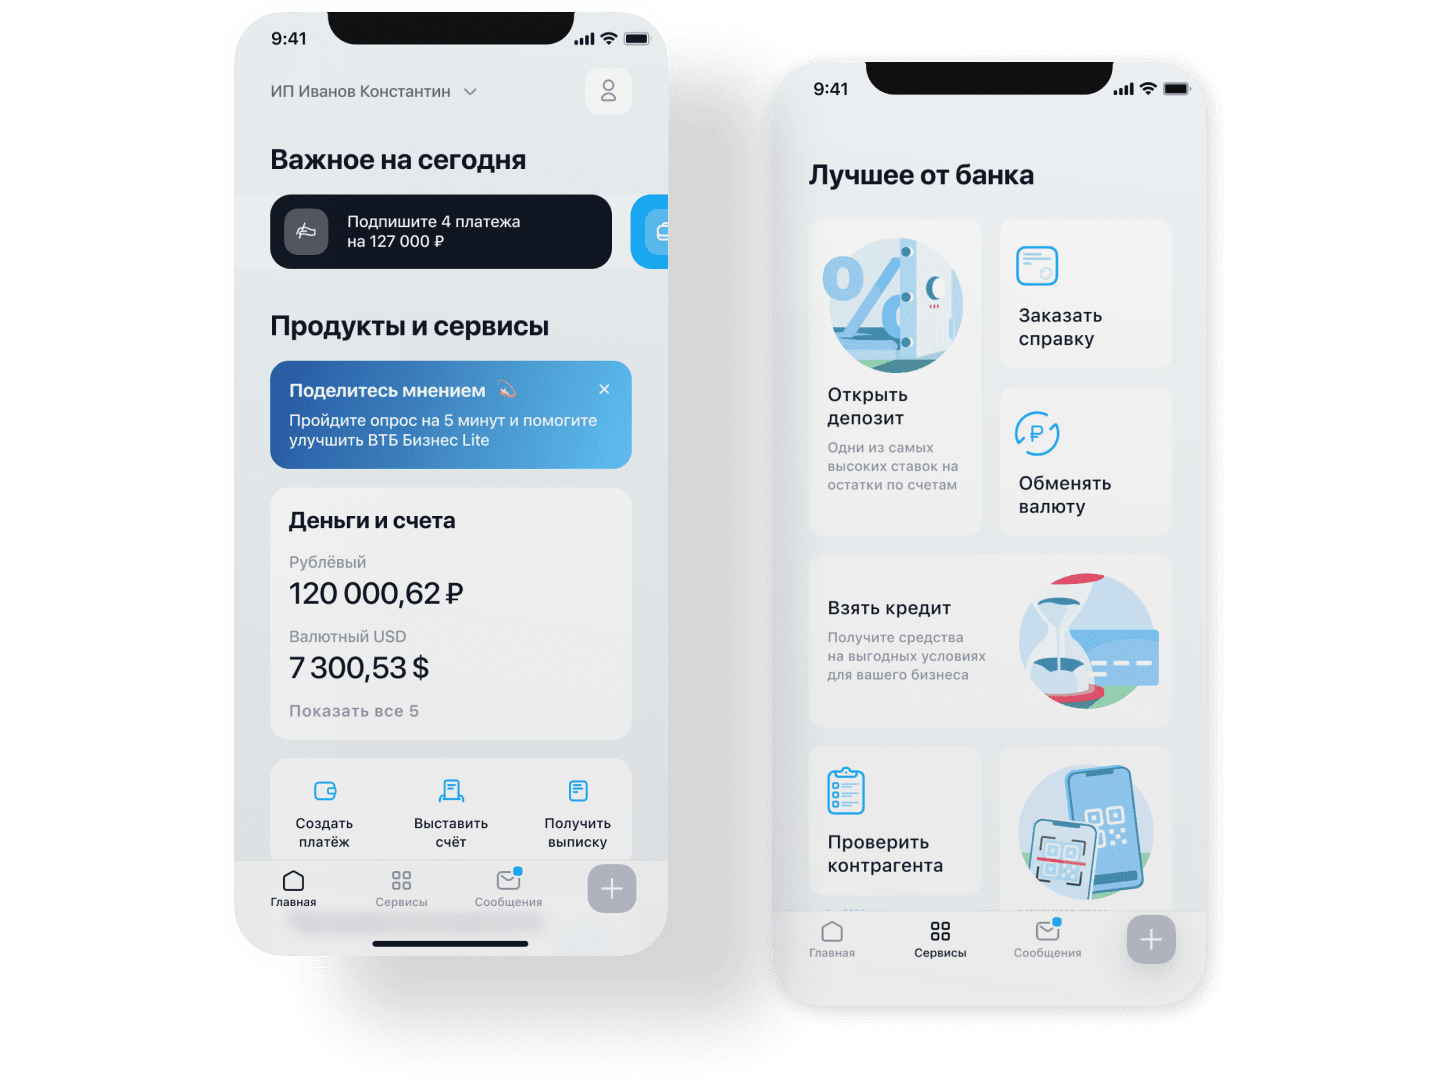 9:41
ИП Иванов Константин
Важное на сегодня
Подпишите 4 платежа
на 127 000 ₽
Продукты и сервисы
Поделитесь мнением
Пройдите опрос на 5 минут и помогите
улучшить ВТБ Бизнес Lite
Деньги и счета
Рублёвый
120 000,62 ₽
Валютный USD
7 300,53 $
Показать все 5
Создать
платёж
Выставить
счёт
Получить
выписку
Главная
Сервисы
Сообщения
9:41
Лучшее от банка
%
Открыть
депозит
Одни из самых
высоких ставок на
остатки по счетам
Заказать
справку
₽
Обменять
валюту
Взять кредит
Получите средства
на выгодных условиях
для вашего бизнеса
Проверить
контрагента
Главная
Сервисы
Сообщения